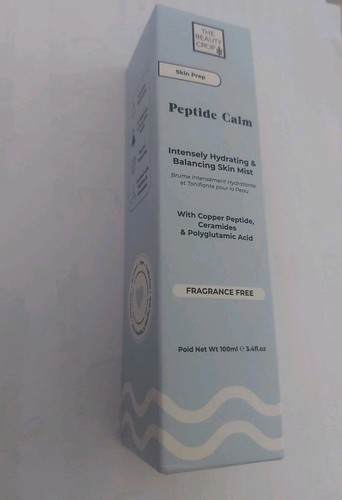 THE
BEAUTY
CROP
Skin Prep
Peptide Calm
Intensely Hydrating &
Balancing Skin Mist
Brume Intensément Hydratante
et Tonifiante pour la Peau
With Copper Peptide,
Ceramides
& Polyglutamic Acid
FRAGRANCE FREE
Poid Net Wt 100ml ℮ 3.4fl.oz